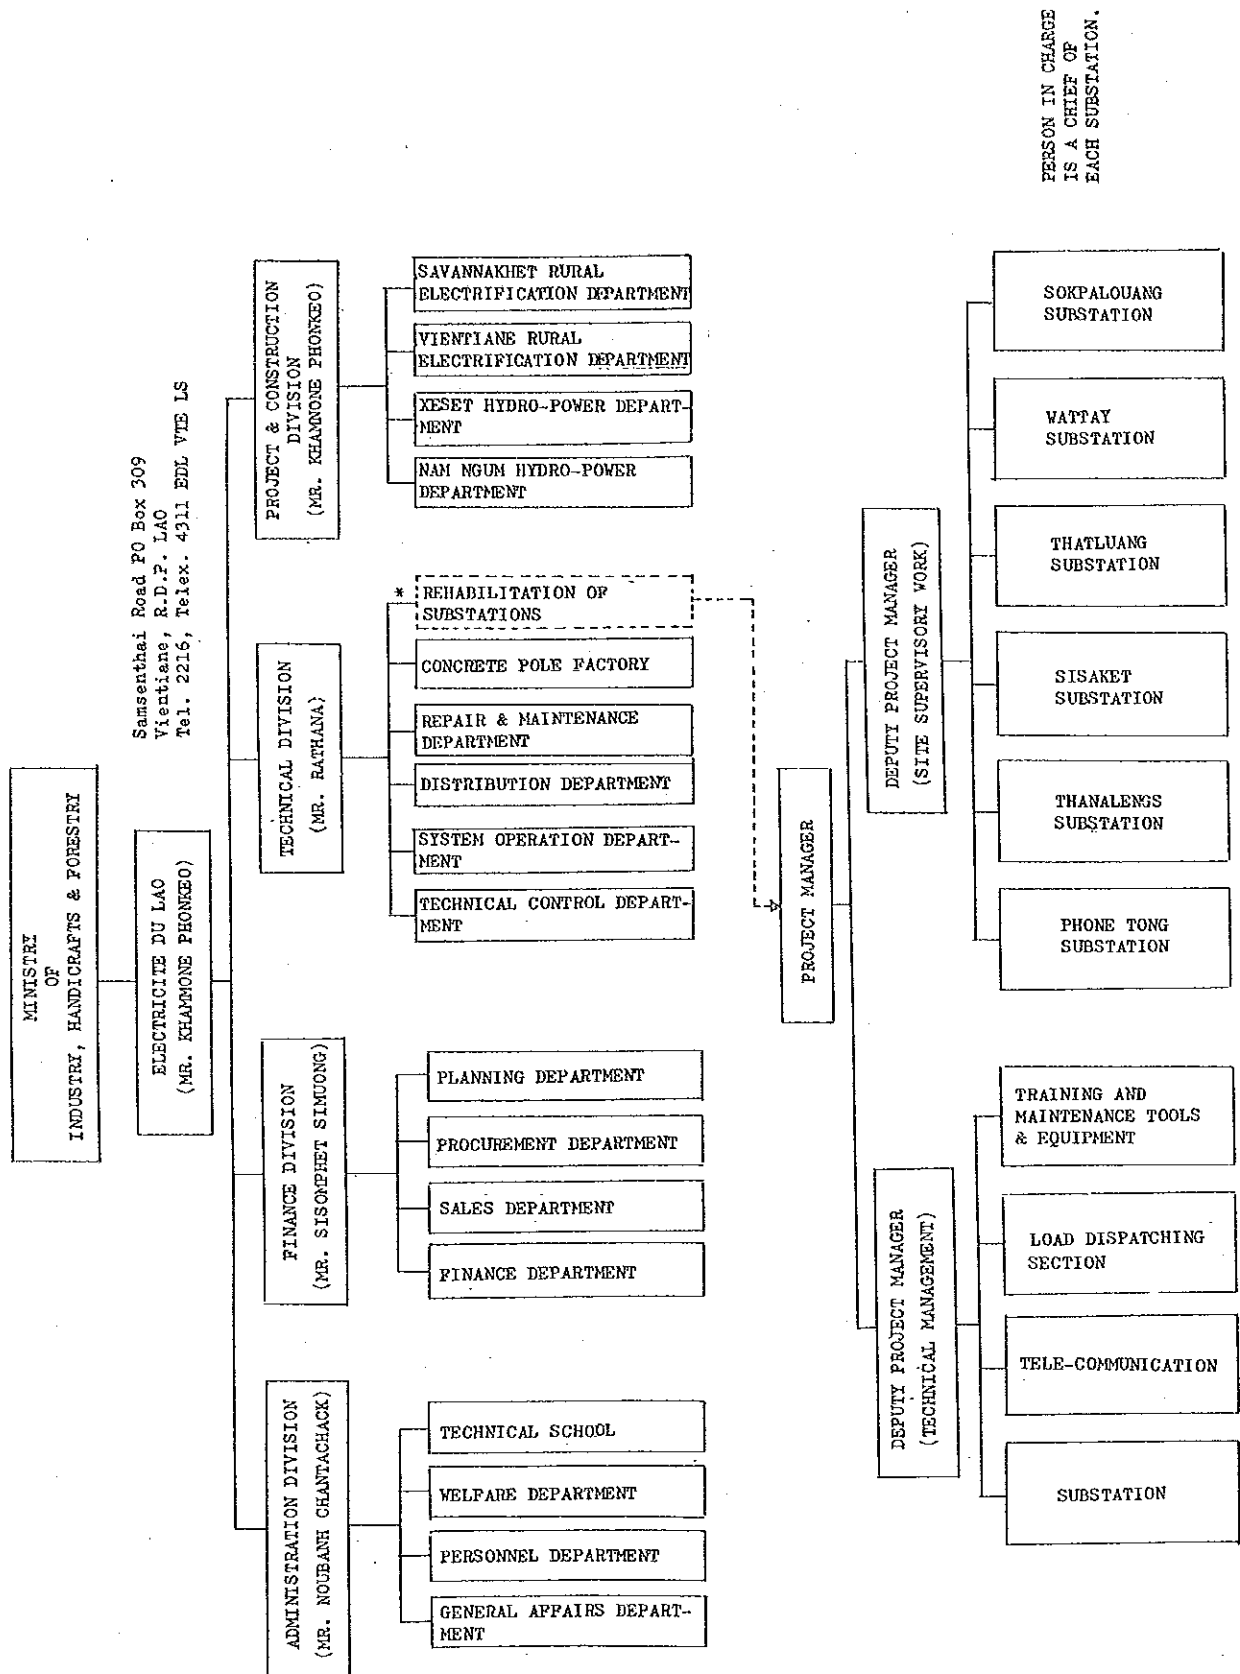 MINISTRY
OF
INDUSTRY, HANDICRAFTS & FORESTRY
ELECTRICITE DU LAO
(MR. KHAMMONE PHONKEO)
Samsenthai Road PO Box 309
Vientiane, R.D.P. LAO
Tel. 2216, Telex. 4311 EDL VTE LS
ADMINISTRATION DIVISION
(MR. NOUBANH CHANTACHACK)
FINANCE DIVISION
(MR. SISOMPHET SIMUONG)
TECHNICAL DIVISION
(MR. RATHANA)
PROJECT & CONSTRUCTION
DIVISION
(MR. KHAMNONE PHONKEO)
GENERAL AFFAIRS DEPART-
MENT
PERSONNEL DEPARTMENT
WELFARE DEPARTMENT
TECHNICAL SCHOOL
FINANCE DEPARTMENT
SALES DEPARTMENT
PROCUREMENT DEPARTMENT
PLANNING DEPARTMENT
TECHNICAL CONTROL DEPART-
MENT
SYSTEM OPERATION DEPART-
MENT
DISTRIBUTION DEPARTMENT
REPAIR & MAINTENANCE
DEPARTMENT
CONCRETE POLE FACTORY
* REHABILITATION OF
SUBSTATIONS
NAM NGUM HYDRO-POWER
DEPARTMENT
XESET HYDRO-POWER DEPART-
MENT
VIENTIANE RURAL
ELECTRIFICATION DEPARTMENT
SAVANNAKHET RURAL
ELECTRIFICATION DEPARTMENT
PROJECT MANAGER
DEPUTY PROJECT MANAGER
(TECHNICAL MANAGEMENT)
DEPUTY PROJECT MANAGER
(SITE SUPERVISORY WORK)
SUBSTATION
TELE-COMMUNICATION
LOAD DISPATCHING
SECTION
TRAINING AND
MAINTENANCE TOOLS
& EQUIPMENT
PHONE TONG
SUBSTATION
THANALENGS
SUBSTATION
SISAKET
SUBSTATION
THATLUANG
SUBSTATION
WATTAY
SUBSTATION
SOKPALOUANG
SUBSTATION
PERSON IN CHARGE
IS A CHIEF OF
EACH SUBSTATION.